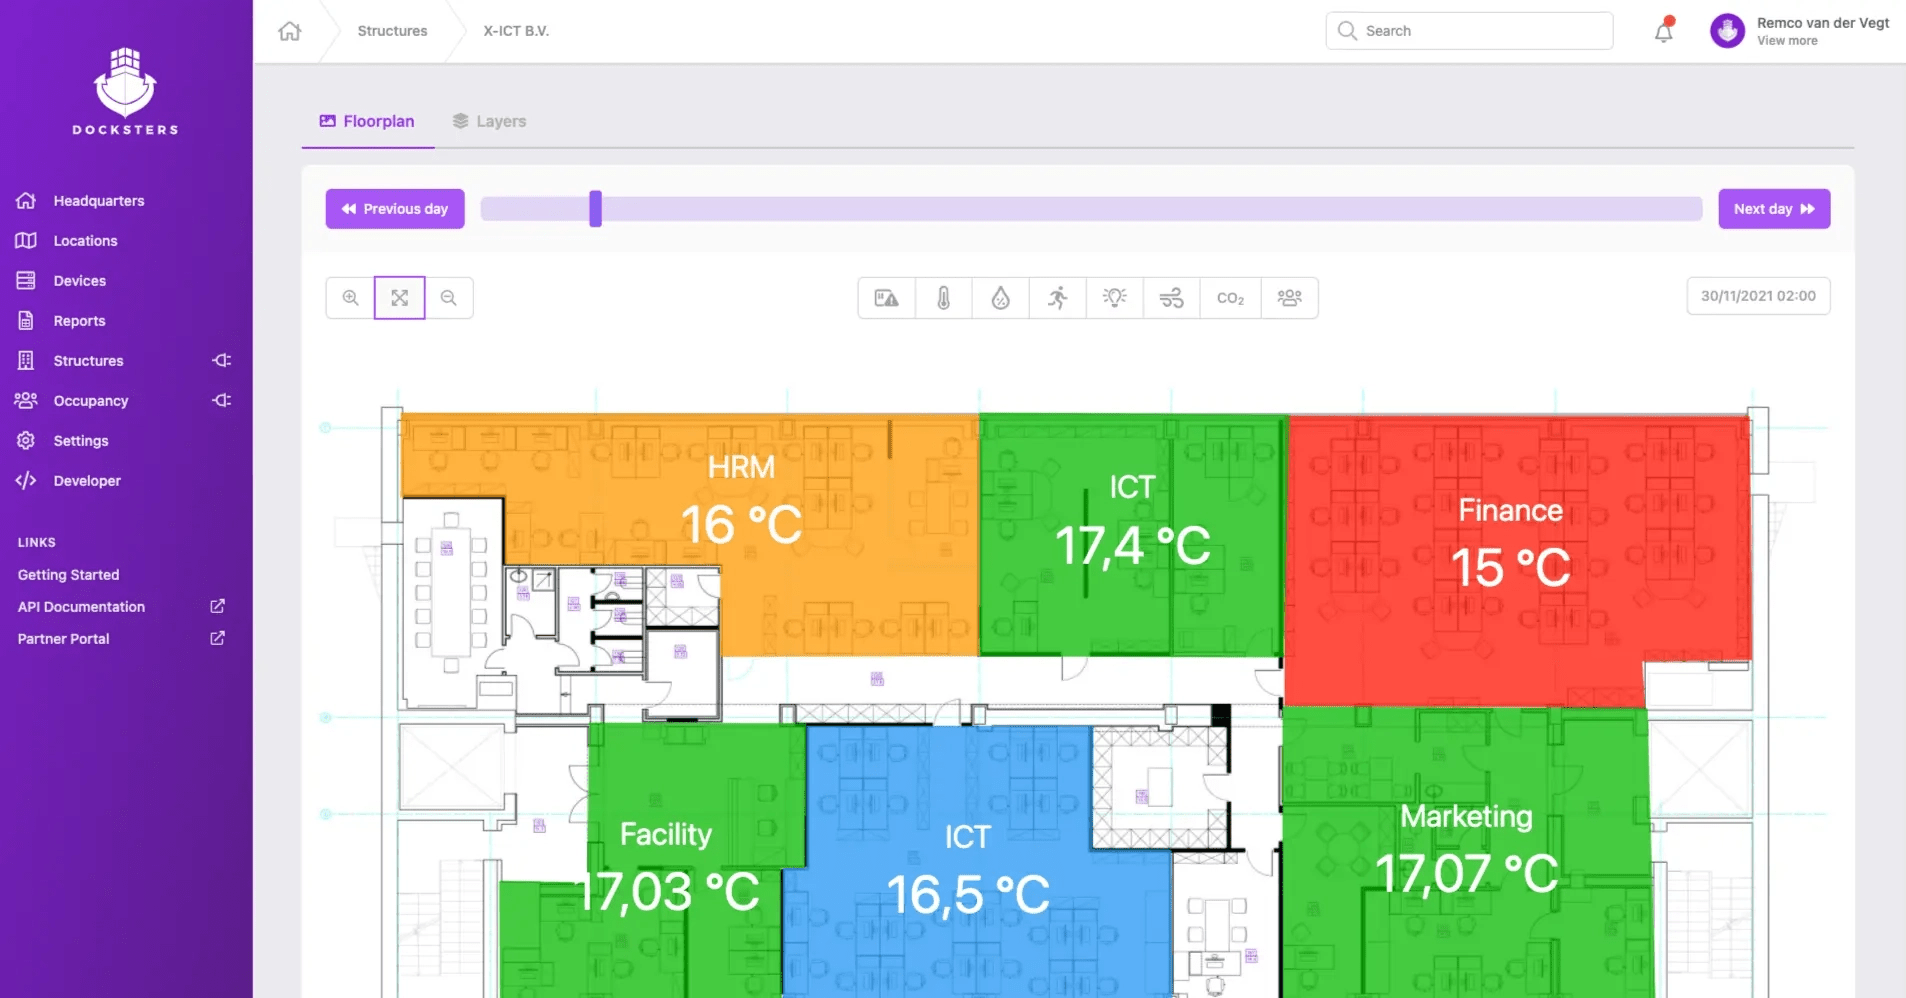 DOCKSTERS
Headquarters
Locations
Devices
Reports
Structures
Occupancy
Settings
Developer
LINKS
Getting Started
API Documentation
Partner Portal
Structures
X-ICT B.V.
Search
Remco van der Vegt
View more
Floorplan
Layers
Previous day
Next day
CO₂
30/11/2021 02:00
HRM
16 °C
ICT
17,4 °C
Finance
15 °C
Facility
17,03 °C
ICT
16,5 °C
Marketing
17,07 °C